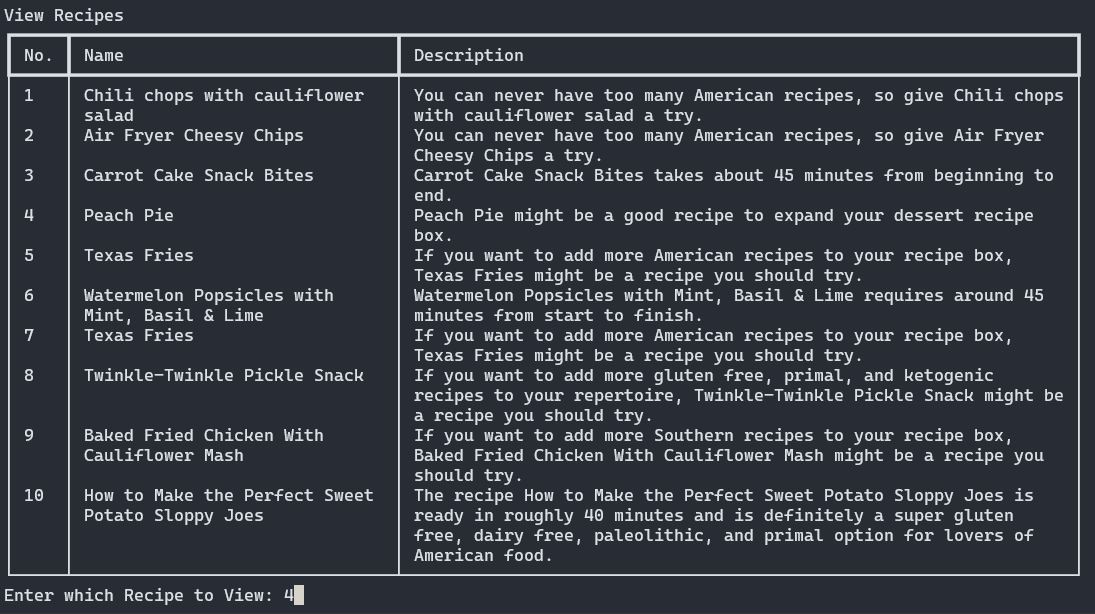 View Recipes
No. Name Description
1 Chili chops with cauliflower You can never have too many American recipes, so give Chili chops
salad with cauliflower salad a try.
2 Air Fryer Cheesy Chips You can never have too many American recipes, so give Air Fryer
Cheesy Chips a try.
3 Carrot Cake Snack Bites Carrot Cake Snack Bites takes about 45 minutes from beginning to
end.
4 Peach Pie Peach Pie might be a good recipe to expand your dessert recipe
box.
5 Texas Fries If you want to add more American recipes to your recipe box,
Texas Fries might be a recipe you should try.
6 Watermelon Popsicles with Watermelon Popsicles with Mint, Basil & Lime requires around 45
Mint, Basil & Lime minutes from start to finish.
7 Texas Fries If you want to add more American recipes to your recipe box,
Texas Fries might be a recipe you should try.
8 Twinkle-Twinkle Pickle Snack If you want to add more gluten free, primal, and ketogenic
recipes to your repertoire, Twinkle-Twinkle Pickle Snack might be
a recipe you should try.
9 Baked Fried Chicken With If you want to add more Southern recipes to your recipe box,
Cauliflower Mash Baked Fried Chicken With Cauliflower Mash might be a recipe you
should try.
10 How to Make the Perfect Sweet The recipe How to Make the Perfect Sweet Potato Sloppy Joes is
Potato Sloppy Joes ready in roughly 40 minutes and is definitely a super gluten
free, dairy free, paleolithic, and primal option for lovers of
American food.
Enter which Recipe to View: 4